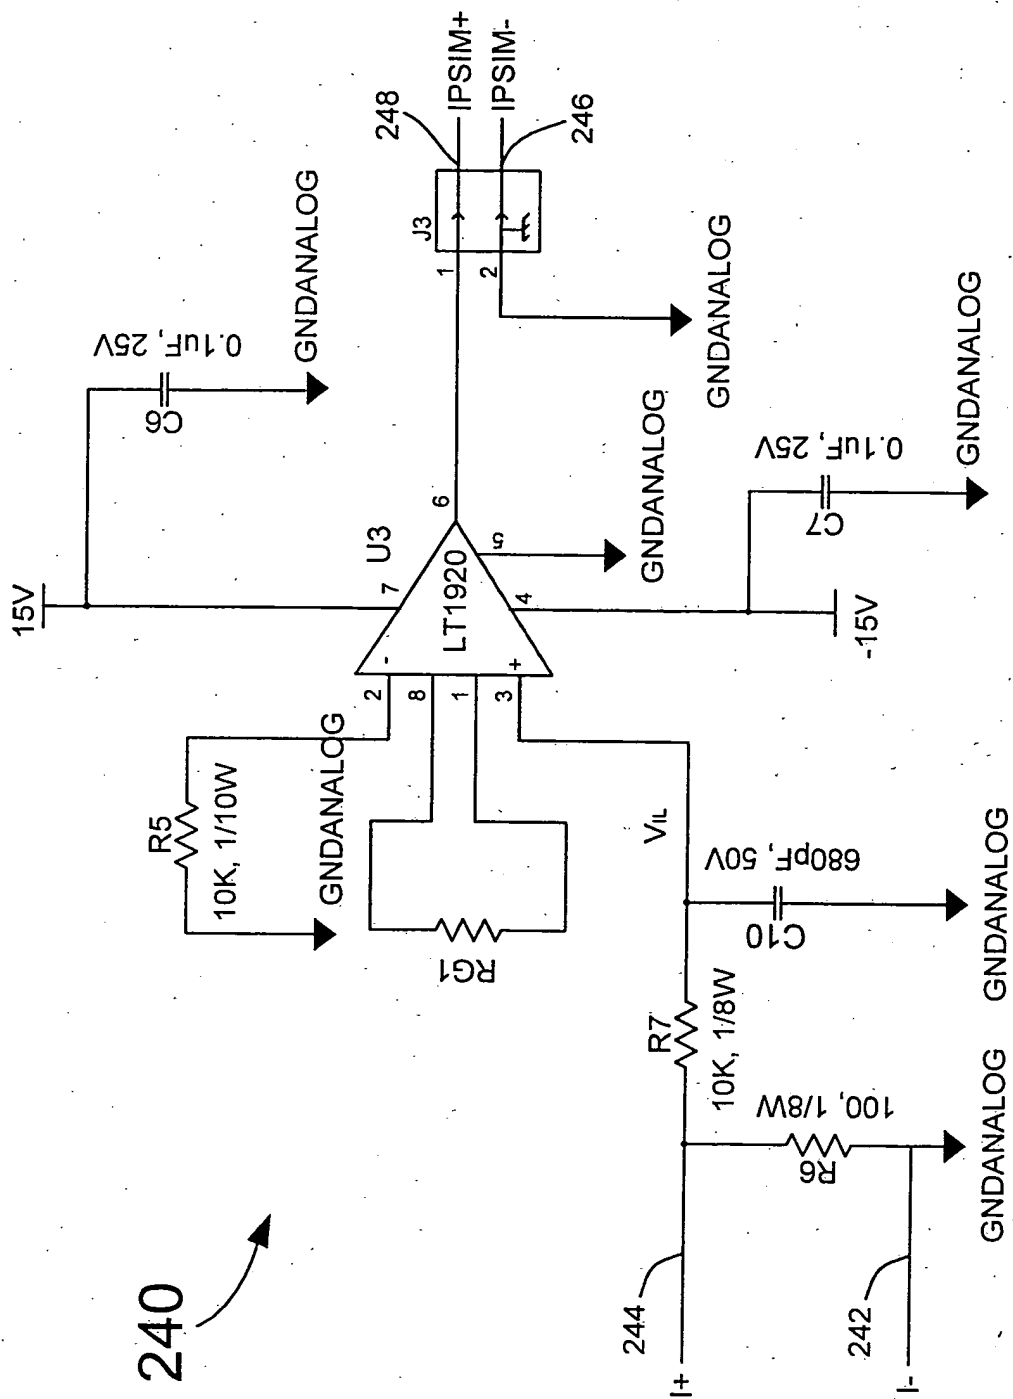 240
15V
C6
0.1uF, 25V
GNDANALOG
R5
10K, 1/10W
GNDANALOG
RG1
2
8
1
3
-
+
LT1920
U3
7
6
5
4
GNDANALOG
J3
1
2
248
IPSIM+
IPSIM-
246
GNDANALOG
-15V
C7
0.1uF, 25V
GNDANALOG
I+
244
R7
10K, 1/8W
VIL
C10
680pF, 50V
GNDANALOG
R6
100, 1/8W
GNDANALOG
242
I-